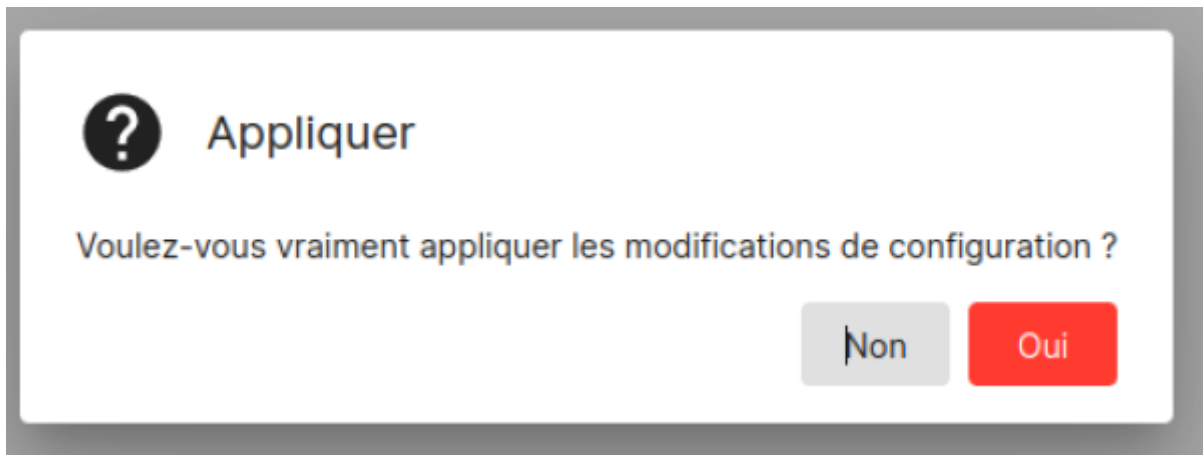 Appliquer
Voulez-vous vraiment appliquer les modifications de configuration ?
Non
Oui